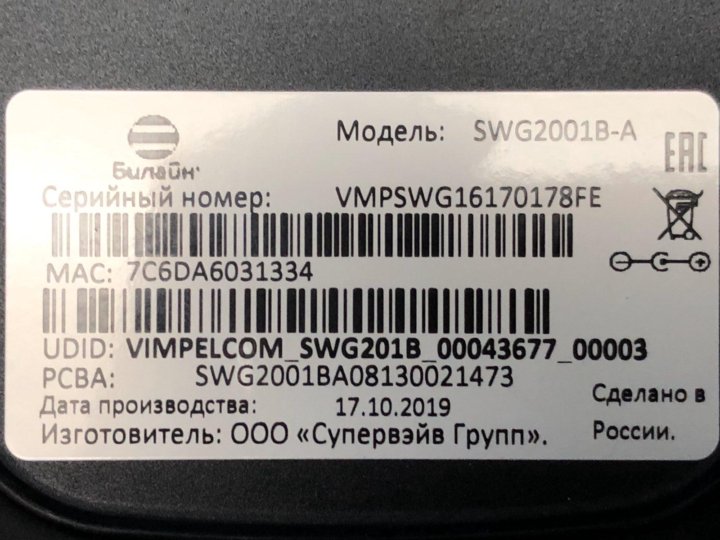 Модель: SWG2001B-A
Билайн
EAC
Серийный номер: VMPSWG16170178FE
MAC: 7C6DA6031334
UDID: VIMPELCOM_SWG201B_00043677_00003
PCBA: SWG2001BA08130021473
Дата производства: 17.10.2019
Изготовитель: ООО «Супервэйв Групп».
Сделано в
России.